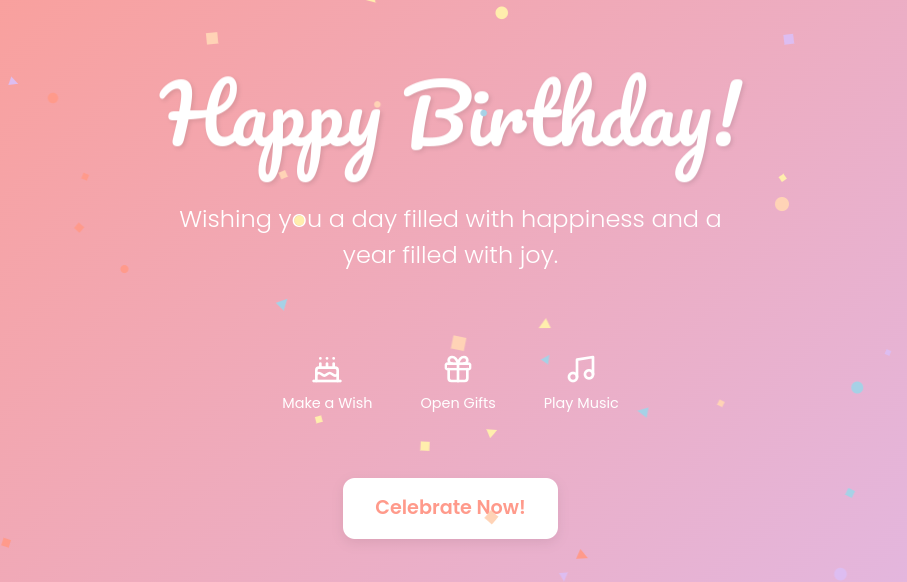 Happy Birthday!
Wishing you a day filled with happiness and a
year filled with joy.
Make a Wish
Open Gifts
Play Music
Celebrate Now!